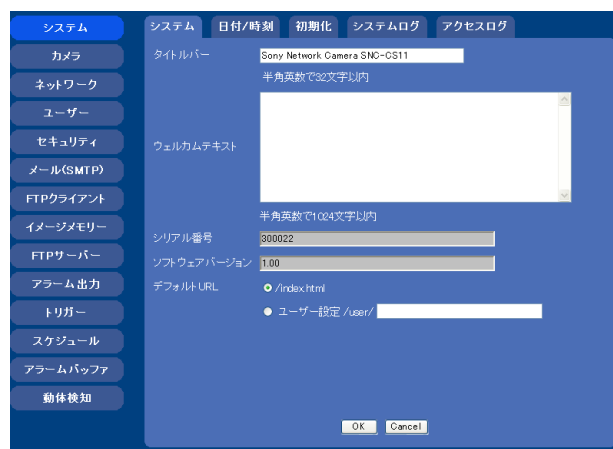 システム
カメラ
ネットワーク
ユーザー
セキュリティ
メール(SMTP)
FTPクライアント
イメージメモリー
FTPサーバー
アラーム出力
トリガー
スケジュール
アラームバッファ
動体検知
システム 日付/時刻 初期化 システムログ アクセスログ
タイトルバー Sony Network Camera SNC-CS11
半角英数で32文字以内
ウェルカムテキスト
半角英数で1024文字以内
シリアル番号 300022
ソフトウェアバージョン 1.00
デフォルトURL /index.html
ユーザー設定 /user/
OK Cancel